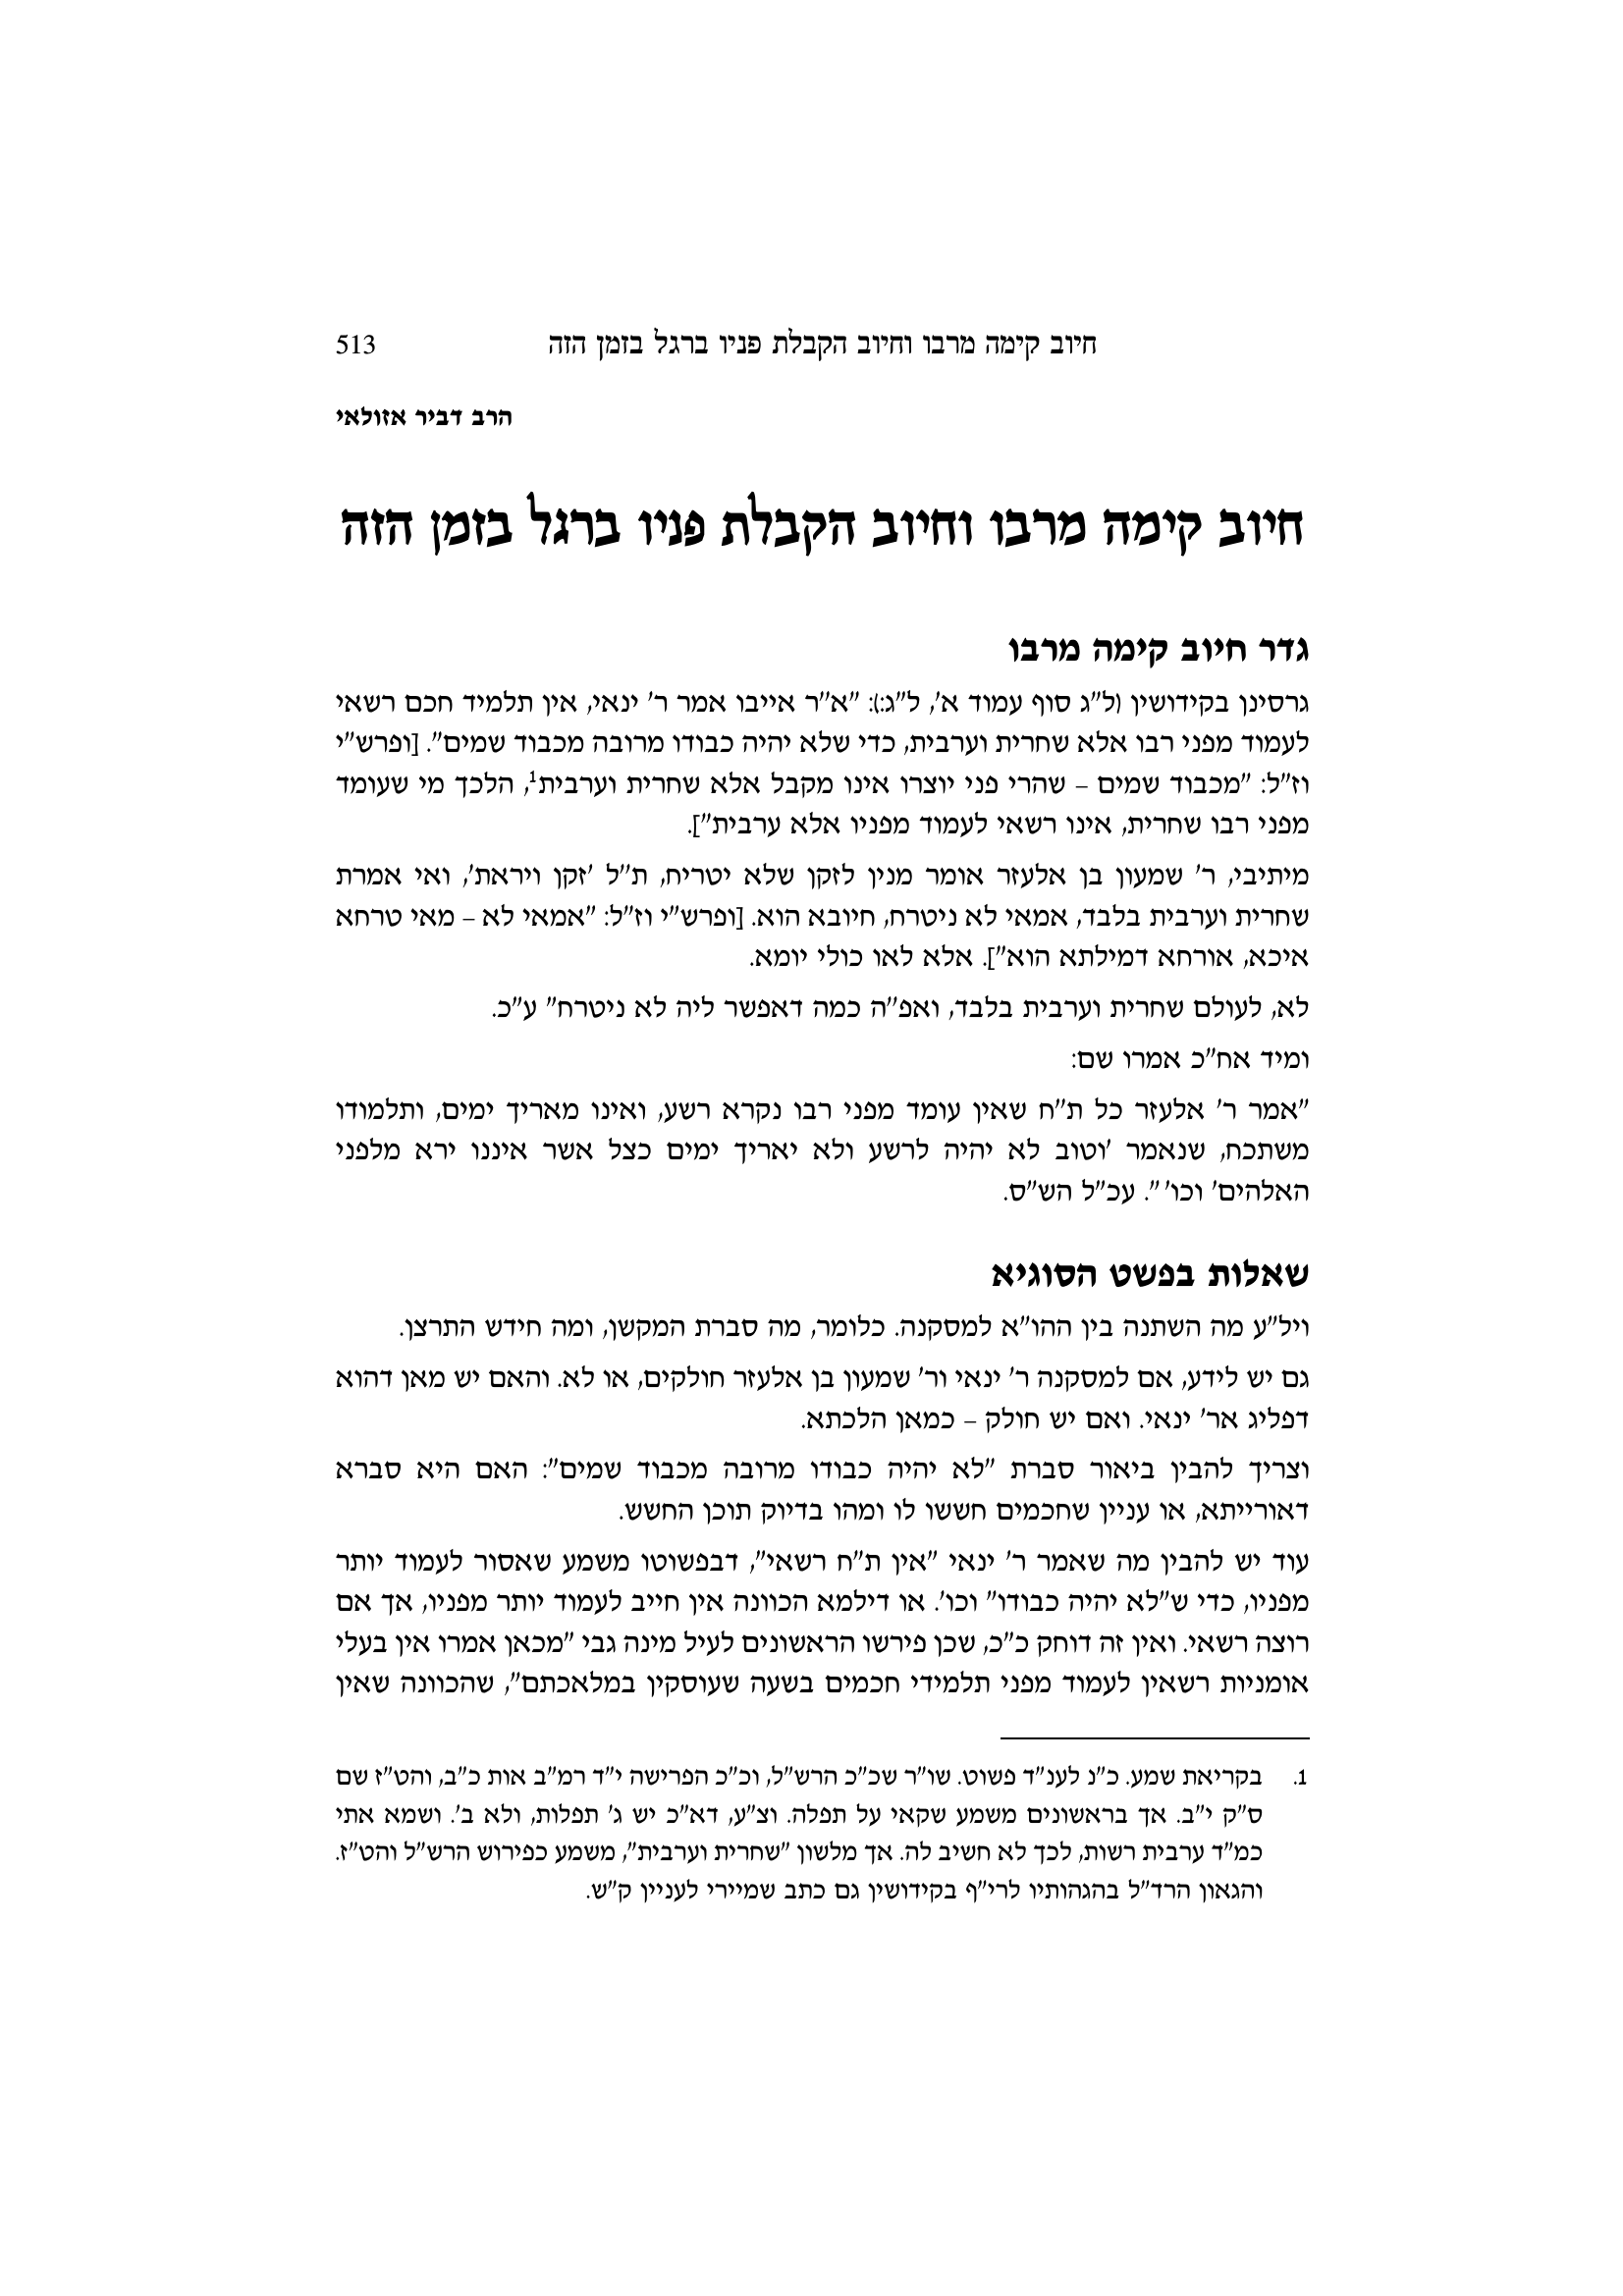 חיוב קימה מרבו וחיוב הקבלת פניו ברגל בזמן הזה 513
הרב דביר אזולאי
חיוב קימה מרבו וחיוב הקבלת פניו ברגל בזמן הזה
גדר חיוב קימה מרבו
גרסינן בקידושין (ל"ג סוף עמוד א', ל"ג:): "א"ר אייבו אמר ר' ינאי, אין תלמיד חכם רשאי
לעמוד מפני רבו אלא שחרית וערבית, כדי שלא יהיה כבודו מרובה מכבוד שמים". [ופרש"י
וז"ל: "מכבוד שמים – שהרי פני יוצרו אינו מקבל אלא שחרית וערבית1, הלכך מי שעומד
מפני רבו שחרית, אינו רשאי לעמוד מפניו אלא ערבית"].
מיתיבי, ר' שמעון בן אלעזר אומר מנין לזקן שלא יטריח, ת"ל 'זקן ויראת', ואי אמרת
שחרית וערבית בלבד, אמאי לא ניטרח, חיובא הוא. [ופרש"י וז"ל: "אמאי לא – מאי טרחא
איכא, אורחא דמילתא הוא"]. אלא לאו כולי יומא.
לא, לעולם שחרית וערבית בלבד, ואפ"ה כמה דאפשר ליה לא ניטרח" ע"כ.
ומיד אח"כ אמרו שם:
"אמר ר' אלעזר כל ת"ח שאין עומד מפני רבו נקרא רשע, ואינו מאריך ימים, ותלמודו
משתכח, שנאמר 'וטוב לא יהיה לרשע ולא יאריך ימים כצל אשר איננו ירא מלפני
האלהים' וכו' ". עכ"ל הש"ס.
שאלות בפשט הסוגיא
ויל"ע מה השתנה בין ההו"א למסקנה. כלומר, מה סברת המקשן, ומה חידש התרצן.
גם יש לידע, אם למסקנה ר' ינאי ור' שמעון בן אלעזר חולקים, או לא. והאם יש מאן דהוא
דפליג אר' ינאי. ואם יש חולק – כמאן הלכתא.
וצריך להבין ביאור סברת "לא יהיה כבודו מרובה מכבוד שמים": האם היא סברא
דאורייתא, או עניין שחכמים חששו לו ומהו בדיוק תוכן החשש.
עוד יש להבין מה שאמר ר' ינאי "אין ת"ח רשאי", דבפשוטו משמע שאסור לעמוד יותר
מפניו, כדי ש"לא יהיה כבודו" וכו'. או דילמא הכוונה אין חייב לעמוד יותר מפניו, אך אם
רוצה רשאי. ואין זה דוחק כ"כ, שכן פירשו הראשונים לעיל מינה גבי "מכאן אמרו אין בעלי
אומניות רשאין לעמוד מפני תלמידי חכמים בשעה שעוסקין במלאכתם", שהכוונה שאין
1. בקריאת שמע. כ"נ לענ"ד פשוט. שו"ר שכ"כ הרש"ל, וכ"כ הפרישה י"ד רמ"ב אות כ"ב, והט"ז שם
ס"ק י"ב. אך בראשונים משמע שקאי על תפלה. וצ"ע, דא"כ יש ג' תפלות, ולא ב'. ושמא אתי
כמ"ד ערבית רשות, לכך לא חשיב לה. אך מלשון "שחרית וערבית", משמע כפירוש הרש"ל והט"ז.
והגאון הרד"ל בהגהותיו לרי"ף בקידושין גם כתב שמיירי לעניין ק"ש.